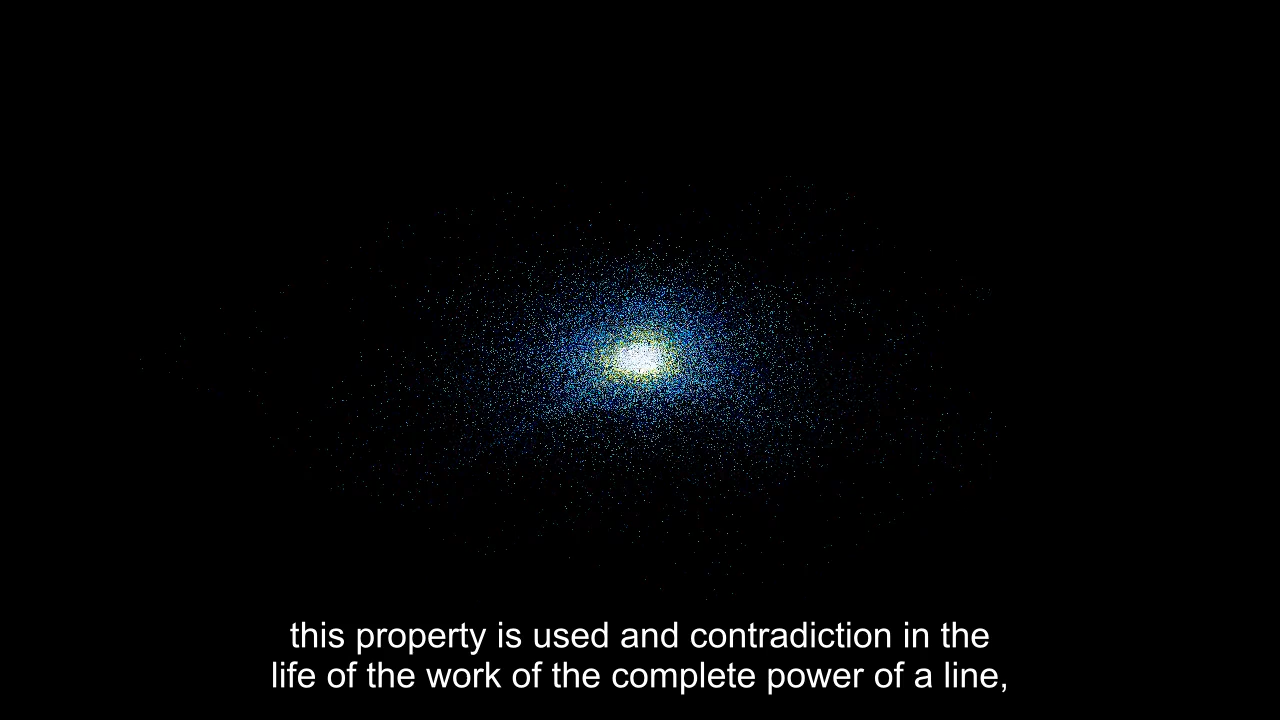 this property is used and contradiction in the
life of the work of the complete power of a line,